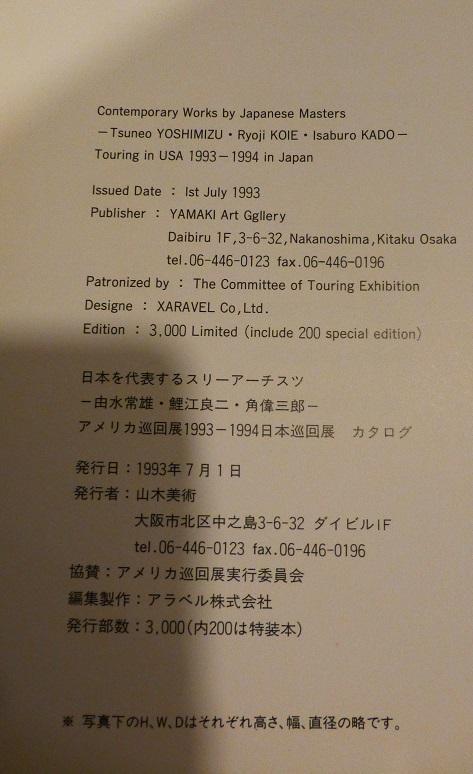 Contemporary Works by Japanese Masters
－Tsuneo YOSHIMIZU・Ryoji KOIE・Isaburo KADO－
Touring in USA 1993－1994 in Japan
Issued Date ： Ist July 1993
Publisher ： YAMAKI Art Ggllery
Daibiru 1F,3-6-32,Nakanoshima,Kitaku Osaka
tel.06-446-0123 fax.06-446-0196
Patronized by ： The Committee of Touring Exhibition
Designe ： XARAVEL Co,Ltd.
Edition ： 3,000 Limited (include 200 special edition)
日本を代表するスリーアーチスツ
－由水常雄・鯉江良二・角偉三郎－
アメリカ巡回展1993－1994日本巡回展　カタログ
発行日：1993年7月1日
発行者：山木美術
大阪市北区中之島3-6-32 ダイビルIF
tel.06-446-0123 fax.06-446-0196
協賛：アメリカ巡回展実行委員会
編集製作：アラベル株式会社
発行部数：3,000(内200は特装本)
※ 写真下のH、W、Dはそれぞれ高さ、幅、直径の略です。